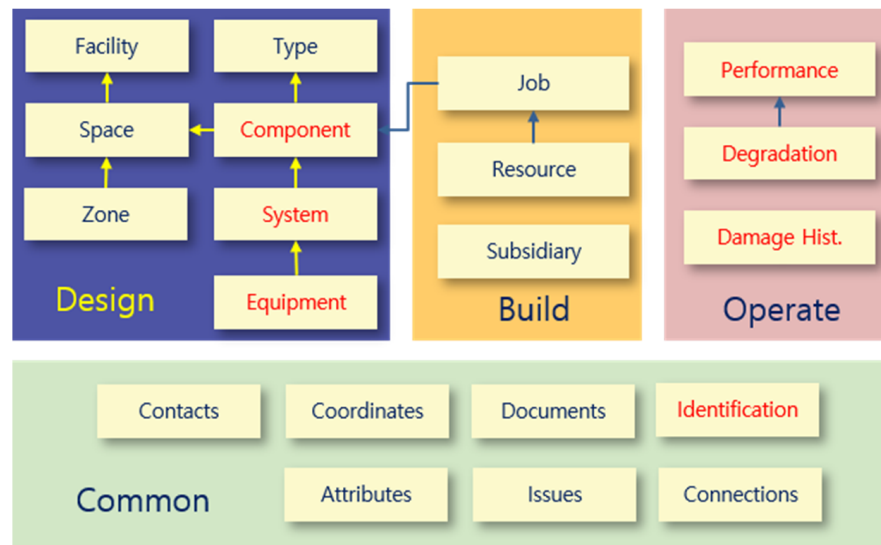 Facility
Type
Space
Component
Zone
System
Equipment
Design
Job
Resource
Subsidiary
Build
Performance
Degradation
Damage Hist.
Operate
Contacts
Coordinates
Documents
Identification
Attributes
Issues
Connections
Common